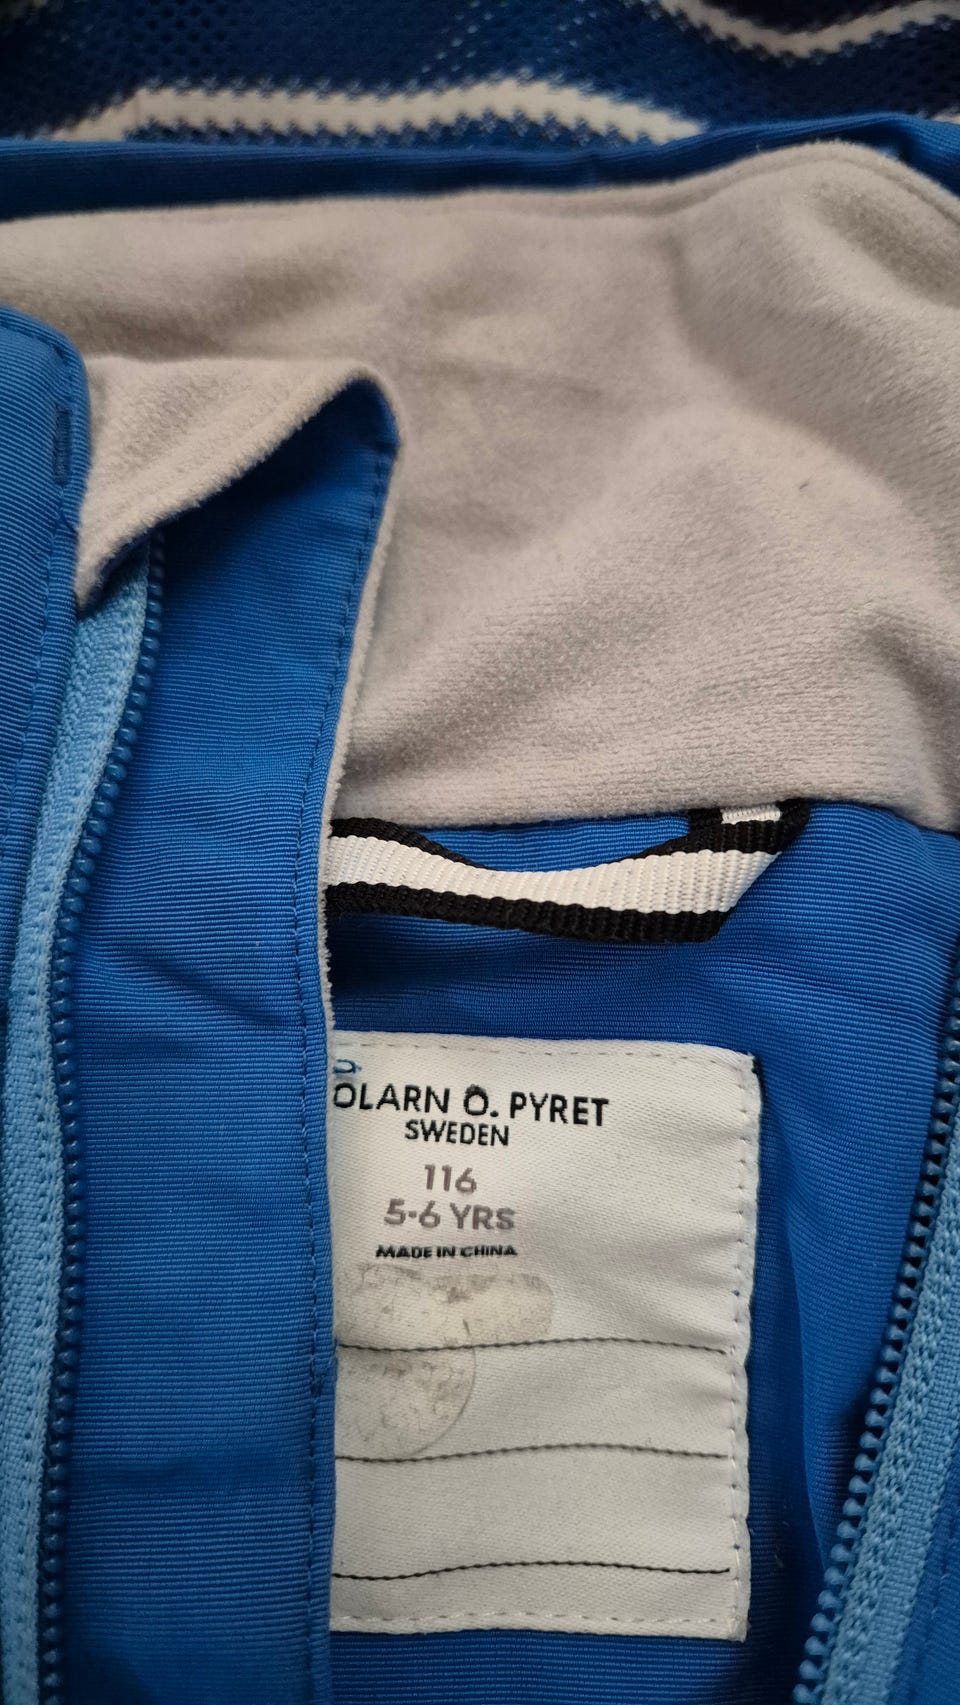 OLARN O. PYRET
SWEDEN
116
5-6 YRS
MADE IN CHINA